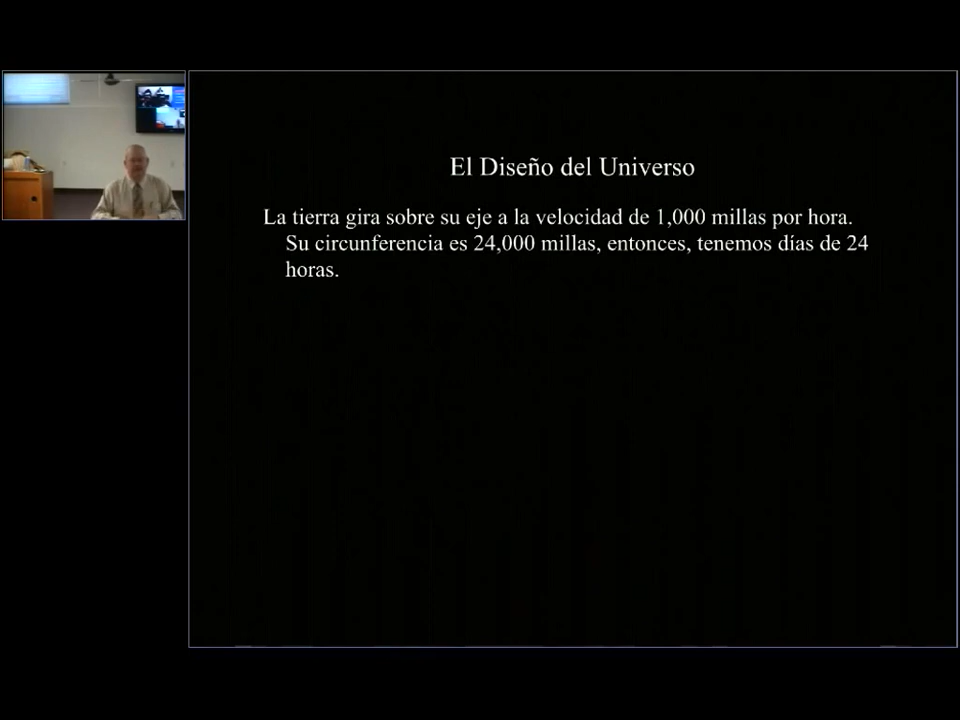 El Diseño del Universo
La tierra gira sobre su eje a la velocidad de 1,000 millas por hora.
Su circunferencia es 24,000 millas, entonces, tenemos días de 24
horas.